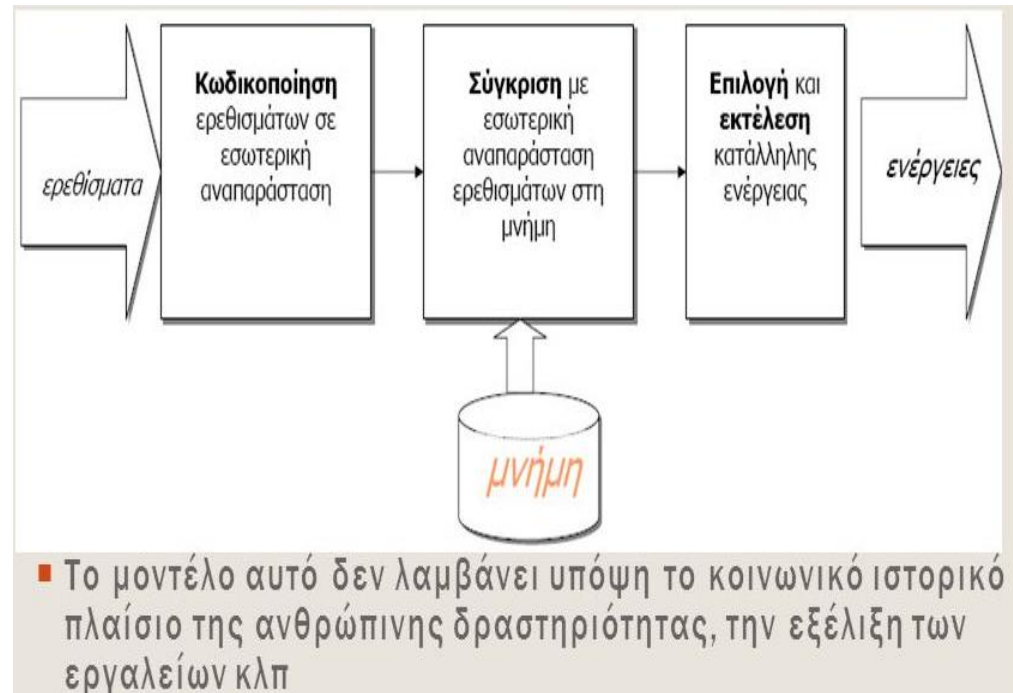 ερεθίσματα
Κωδικοποίηση
ερεθισμάτων σε
εσωτερική
αναπαράσταση
Σύγκριση με
εσωτερική
αναπαράσταση
ερεθισμάτων στη
μνήμη
Επιλογή και
εκτέλεση
κατάλληλης
ενέργειας
ενέργειες
μνήμη
▪ Το μοντέλο αυτό δεν λαμβάνει υπόψη το κοινωνικό ιστορικό
πλαίσιο της ανθρώπινης δραστηριότητας, την εξέλιξη των
εργαλείων κλπ